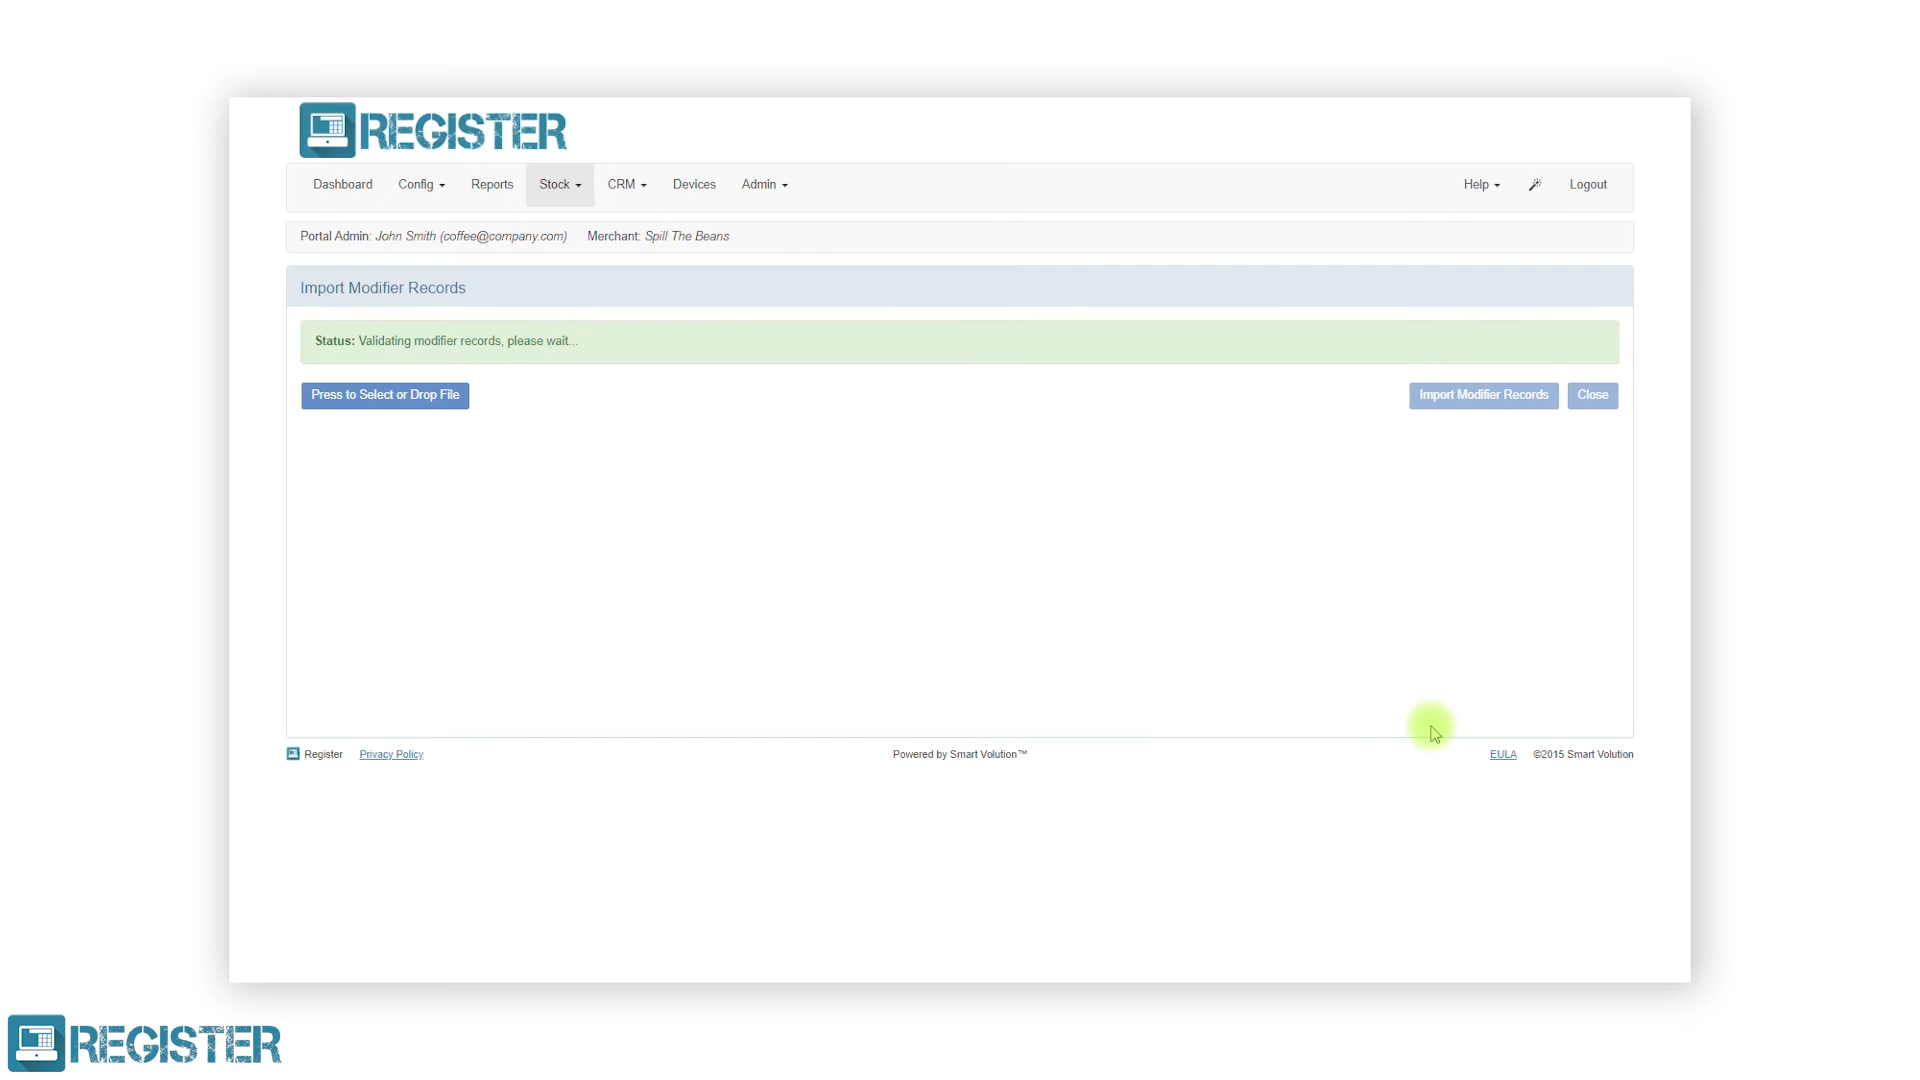 REGISTER
Dashboard Config Reports Stock CRM Devices Admin Help Logout
Portal Admin: John Smith (coffee@company.com) Merchant: Spill The Beans
Import Modifier Records
Status: Validating modifier records, please wait...
Press to Select or Drop File Import Modifier Records Close
Register Privacy Policy Powered by Smart Volution™ EULA ©2015 Smart Volution
REGISTER